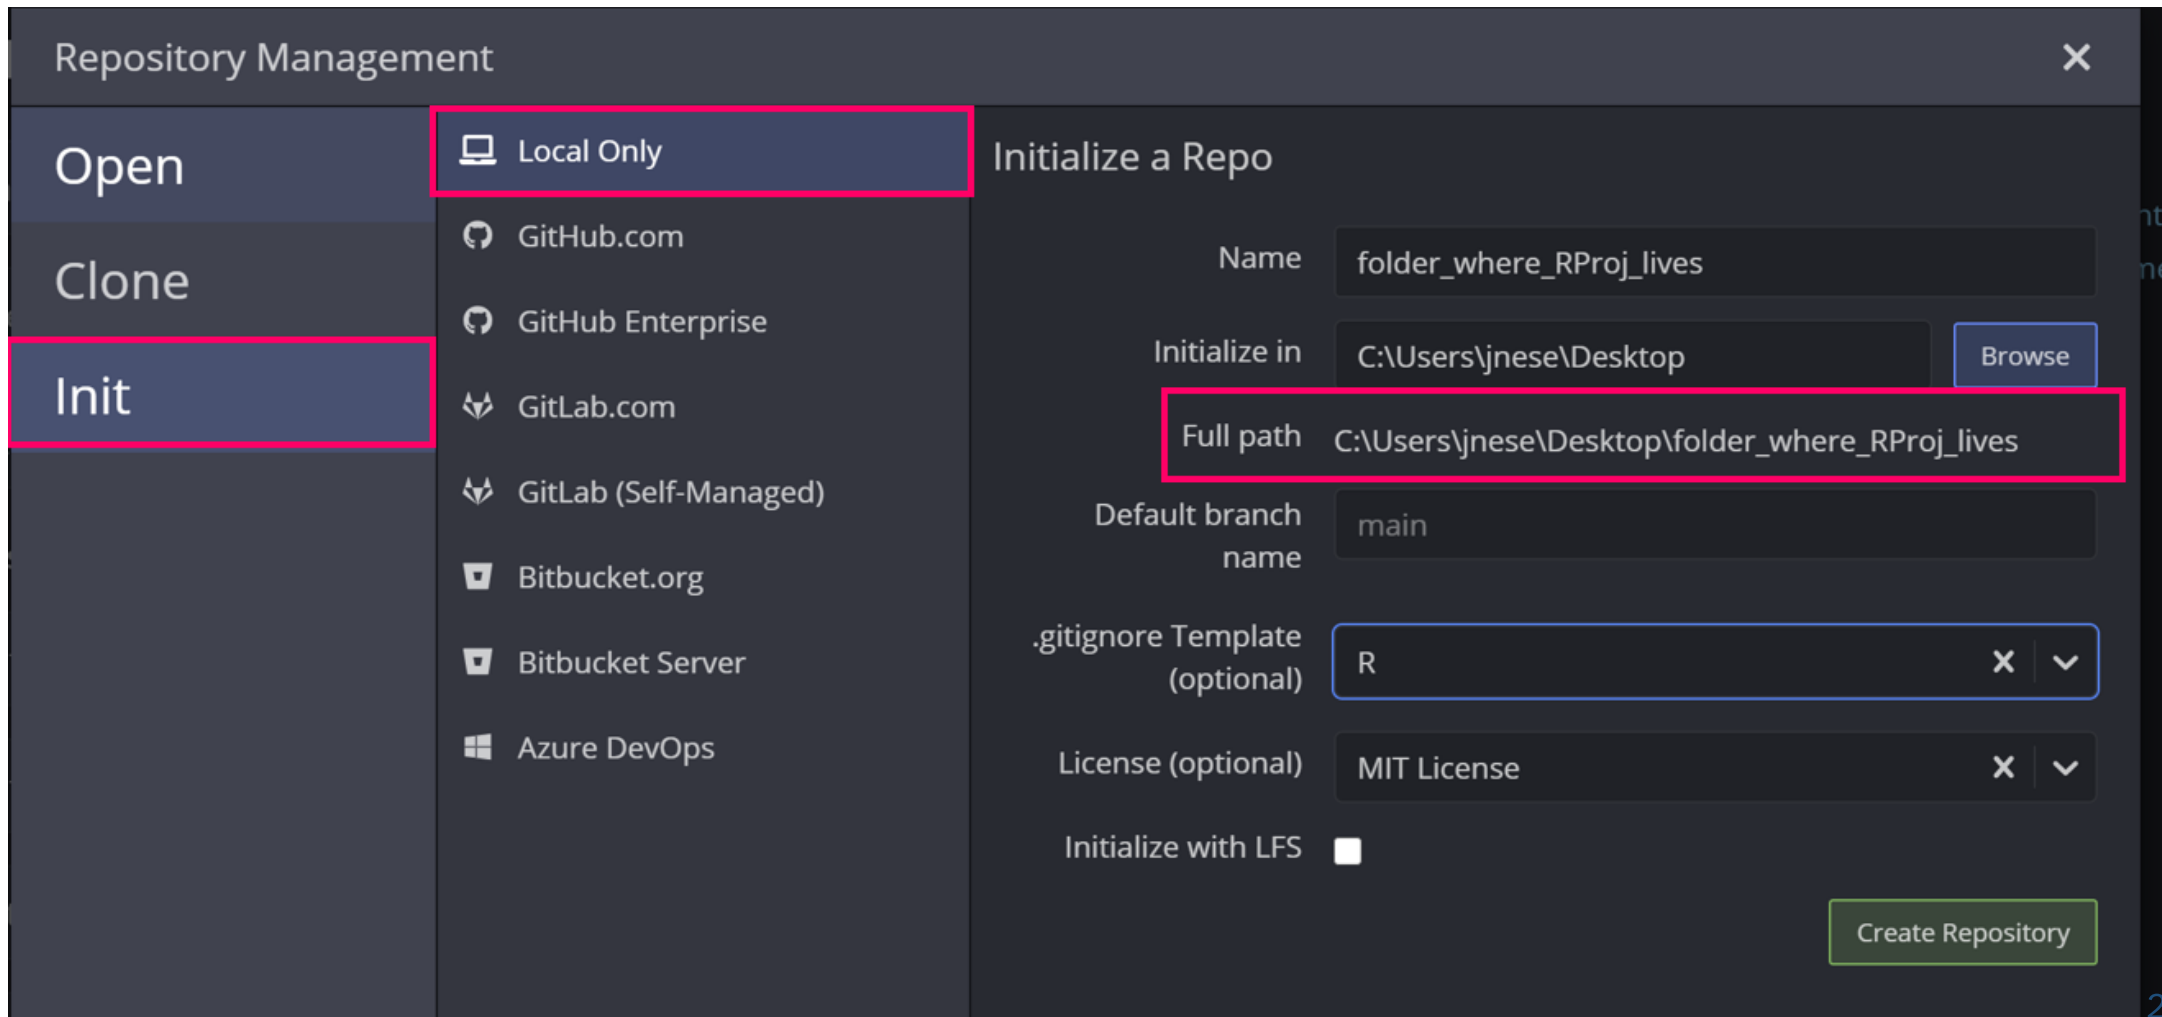 Repository Management
Open
Clone
Init
Local Only
GitHub.com
GitHub Enterprise
GitLab.com
GitLab (Self-Managed)
Bitbucket.org
Bitbucket Server
Azure DevOps
Initialize a Repo
Name folder_where_RProj_lives
Initialize in C:\Users\jnese\Desktop Browse
Full path C:\Users\jnese\Desktop\folder_where_RProj_lives
Default branch
name
main
.gitignore Template
(optional)
R
License (optional) MIT License
Initialize with LFS
Create Repository